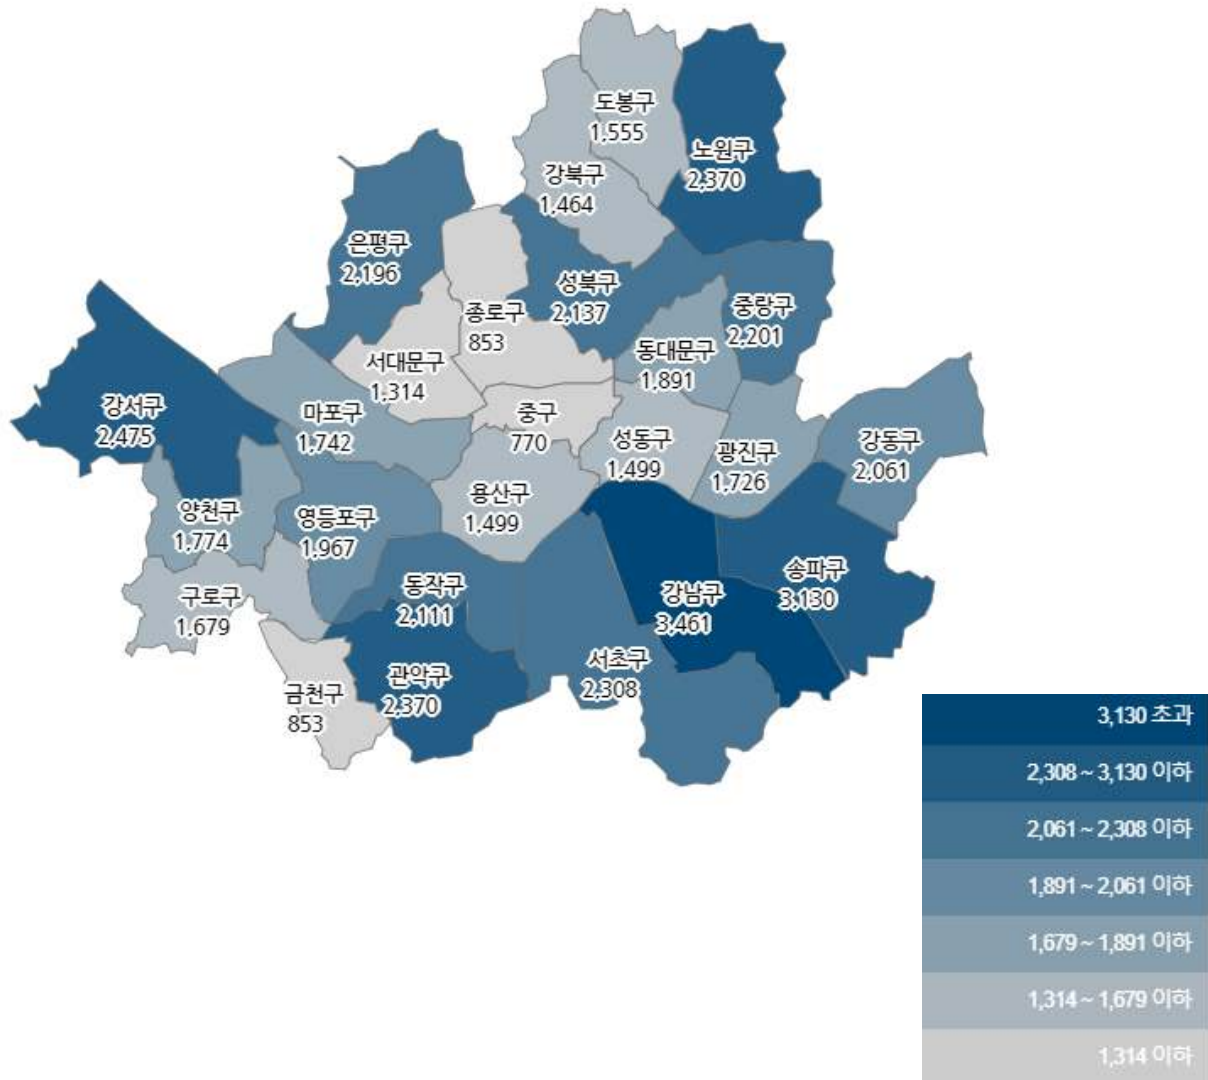 도봉구
1,555
노원구
2,370
강북구
1,464
은평구
2,196
성북구
2,137
종로구
853
중랑구
2,201
동대문구
1,891
서대문구
1,314
강서구
2,475
마포구
1,742
중구
770
성동구
1,499
광진구
1,726
강동구
2,061
양천구
1,774
영등포구
1,967
용산구
1,499
구로구
1,679
동작구
2,111
강남구
3,461
송파구
3,130
금천구
853
관악구
2,370
서초구
2,308
3,130 초과
2,308 ~ 3,130 이하
2,061 ~ 2,308 이하
1,891 ~ 2,061 이하
1,679 ~ 1,891 이하
1,314 ~ 1,679 이하
1,314 이하